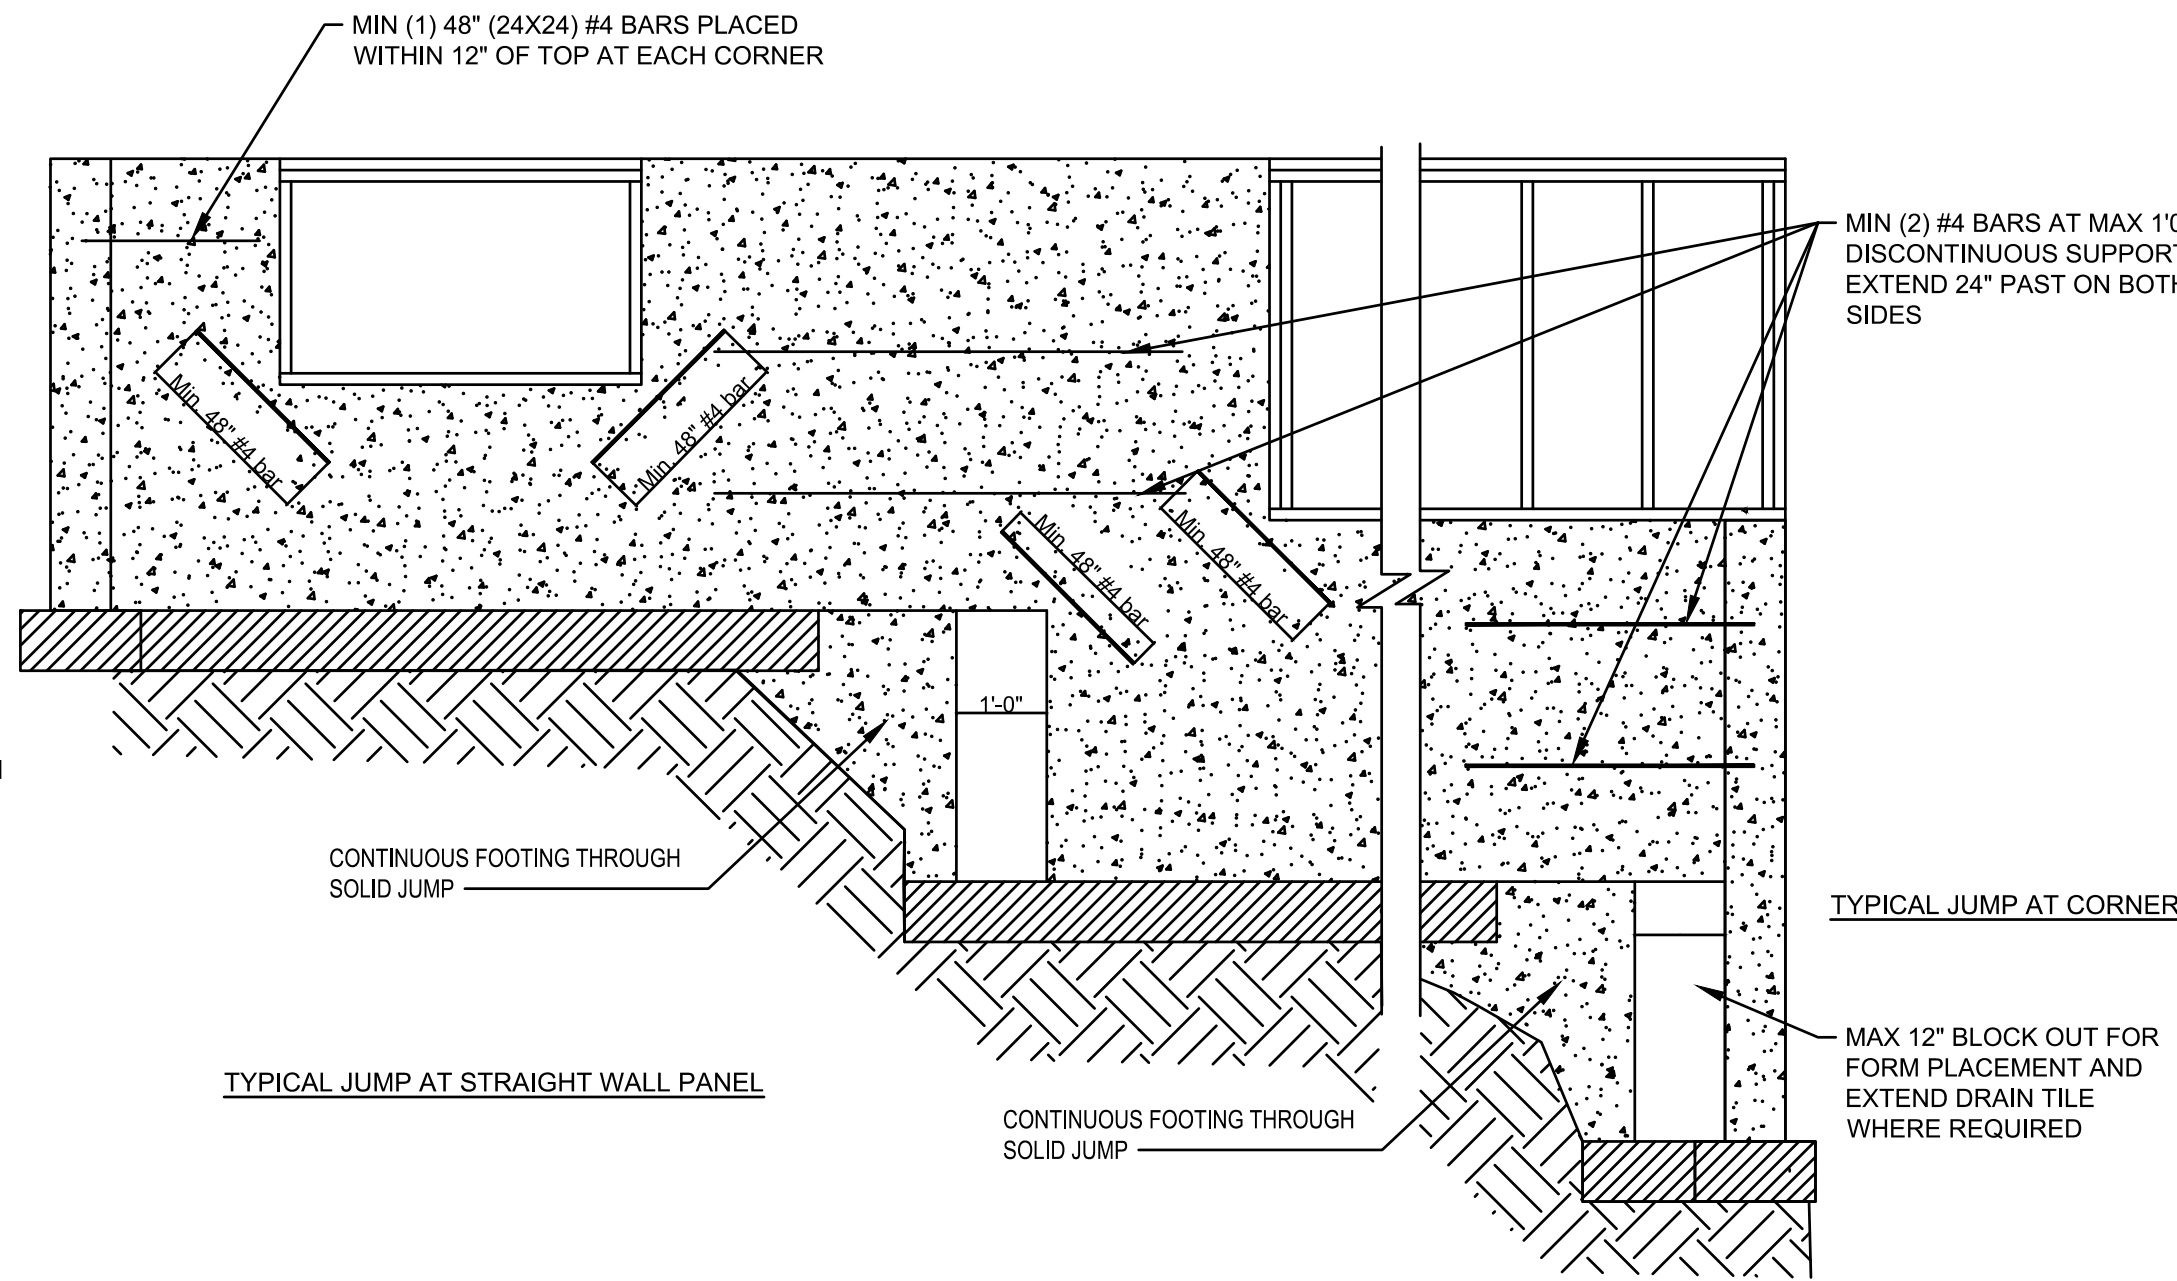 MIN (1) 48" (24X24) #4 BARS PLACED
WITHIN 12" OF TOP AT EACH CORNER
MIN (2) #4 BARS AT MAX 1'0
DISCONTINUOUS SUPPORT
EXTEND 24" PAST ON BOTH
SIDES
Min. 48" #4 bar
Min. 48" #4 bar
Min. 48" #4 bar
Min. 48" #4 bar
1'-0"
CONTINUOUS FOOTING THROUGH
SOLID JUMP
TYPICAL JUMP AT CORNER
TYPICAL JUMP AT STRAIGHT WALL PANEL
MAX 12" BLOCK OUT FOR
FORM PLACEMENT AND
EXTEND DRAIN TILE
WHERE REQUIRED
CONTINUOUS FOOTING THROUGH
SOLID JUMP